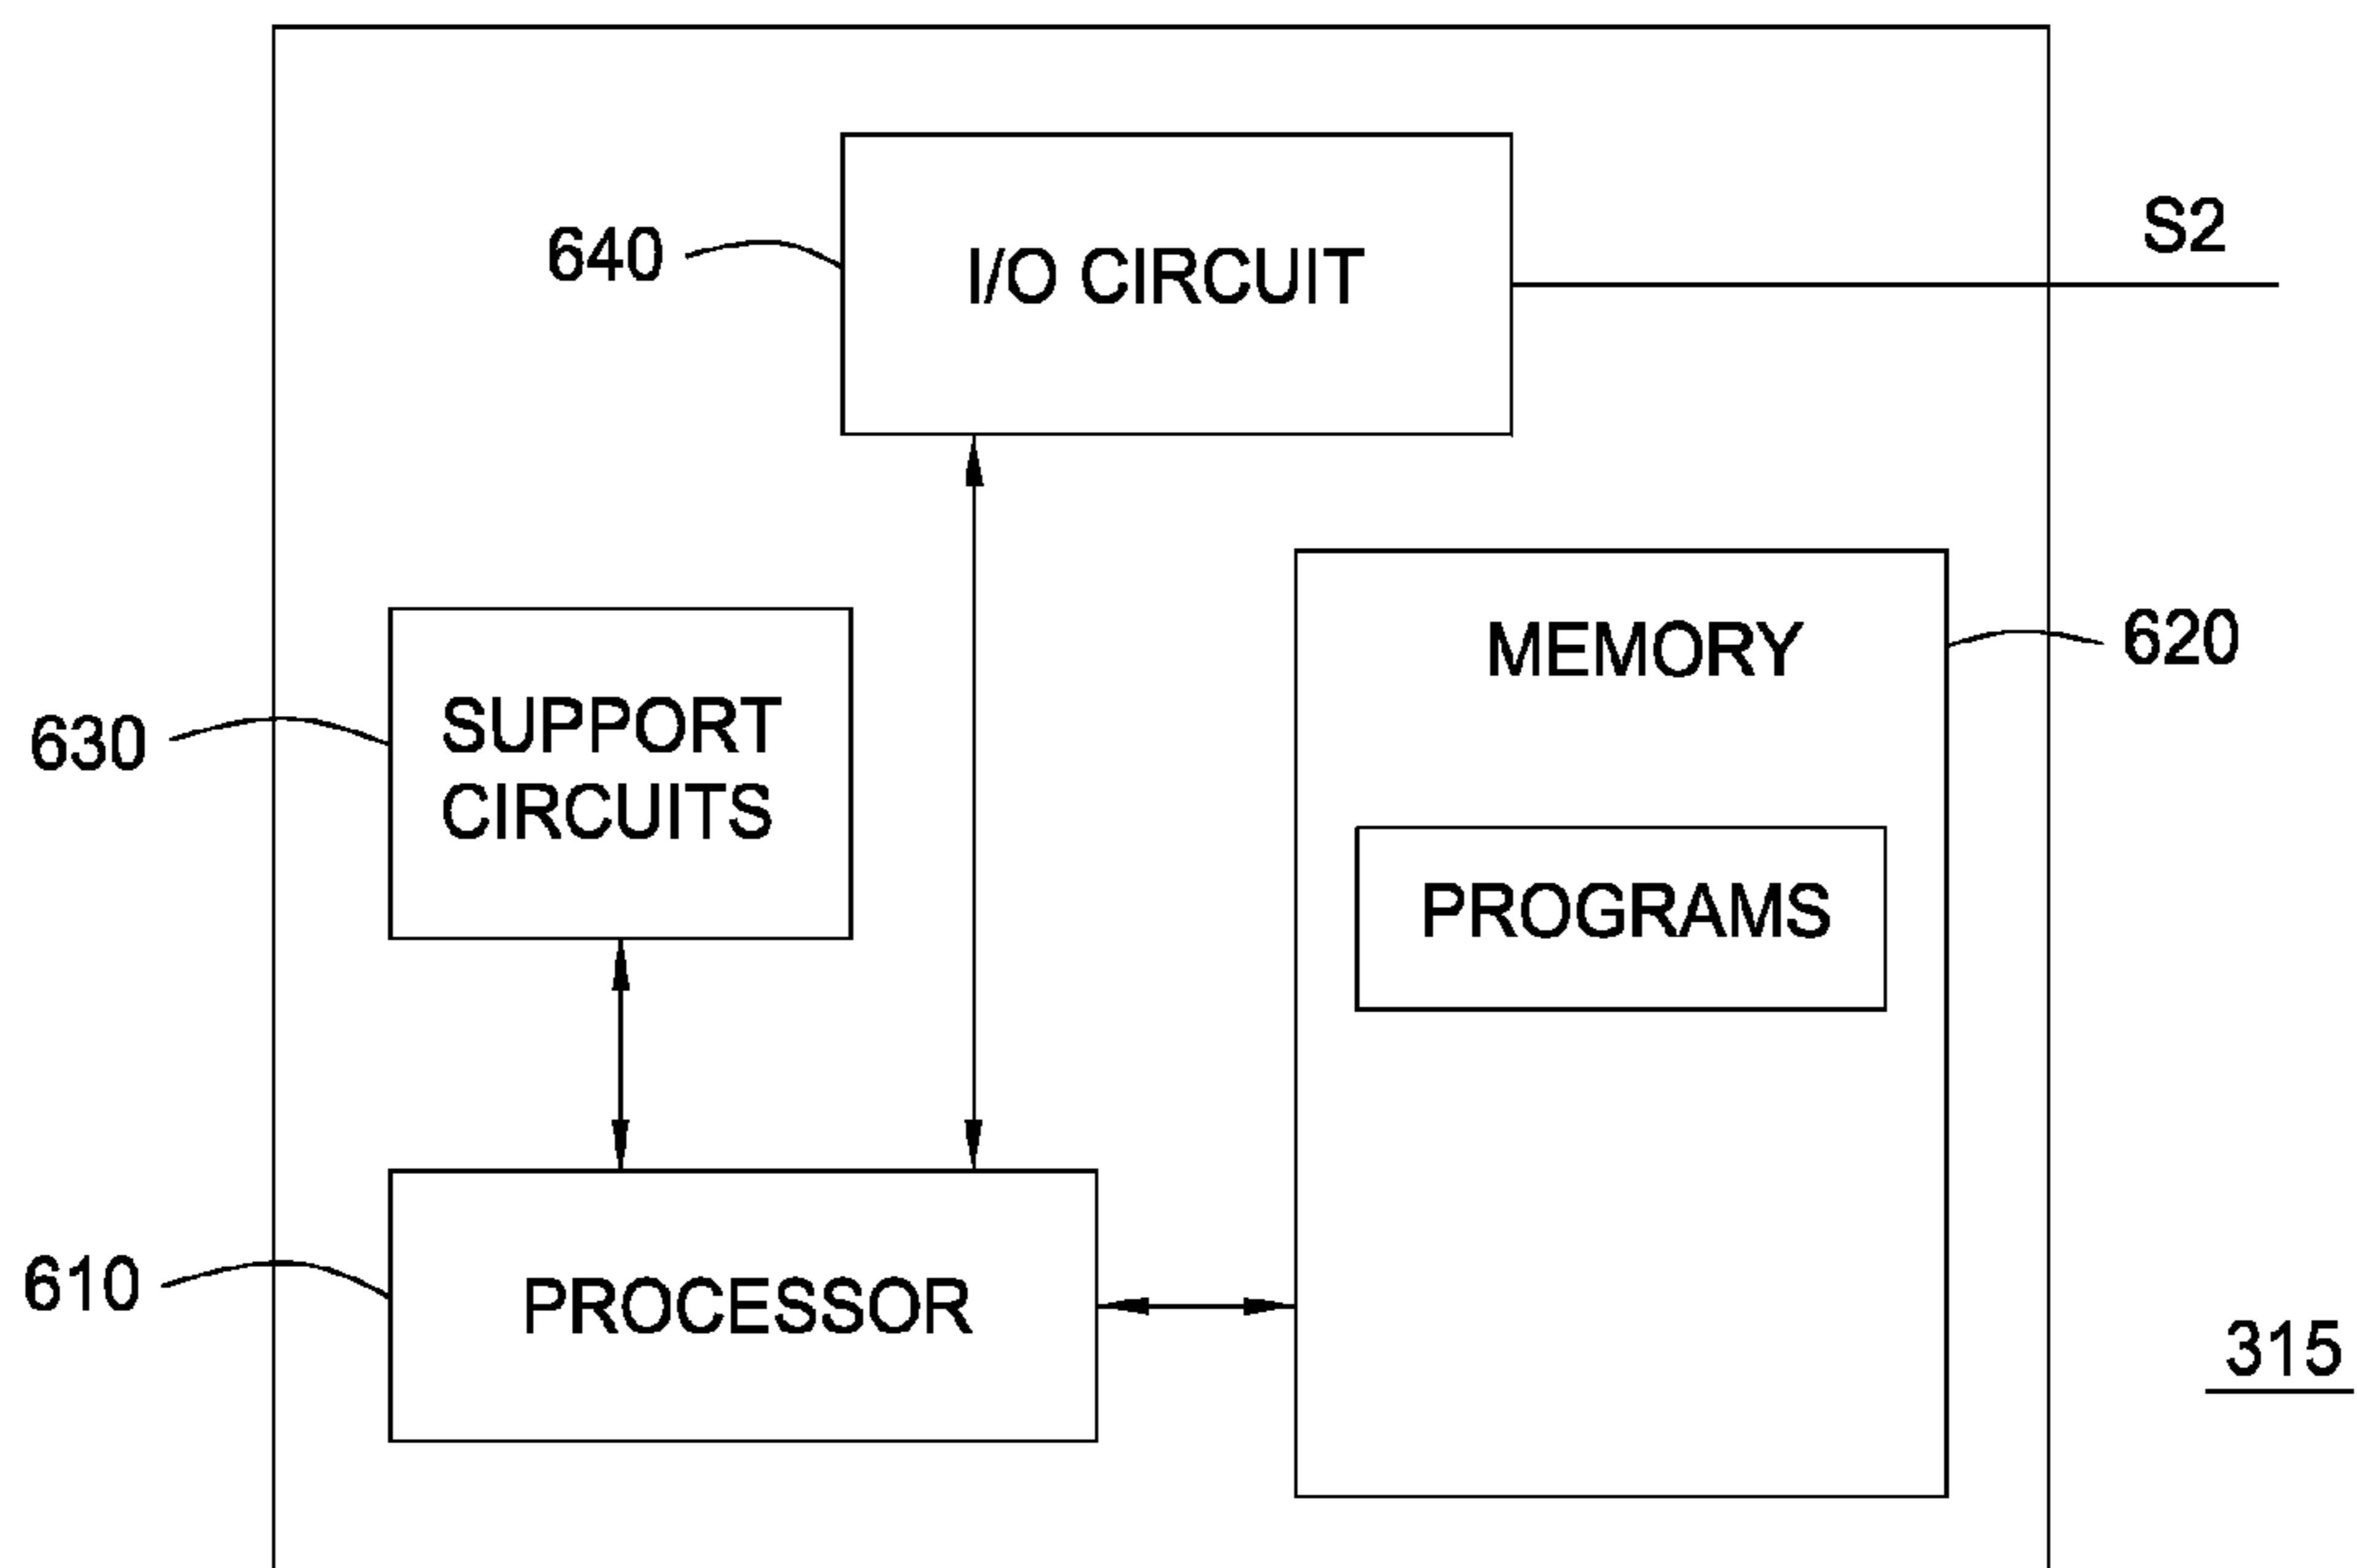 S2
640
I/O CIRCUIT
MEMORY
620
630
SUPPORT
CIRCUITS
PROGRAMS
610
PROCESSOR
315